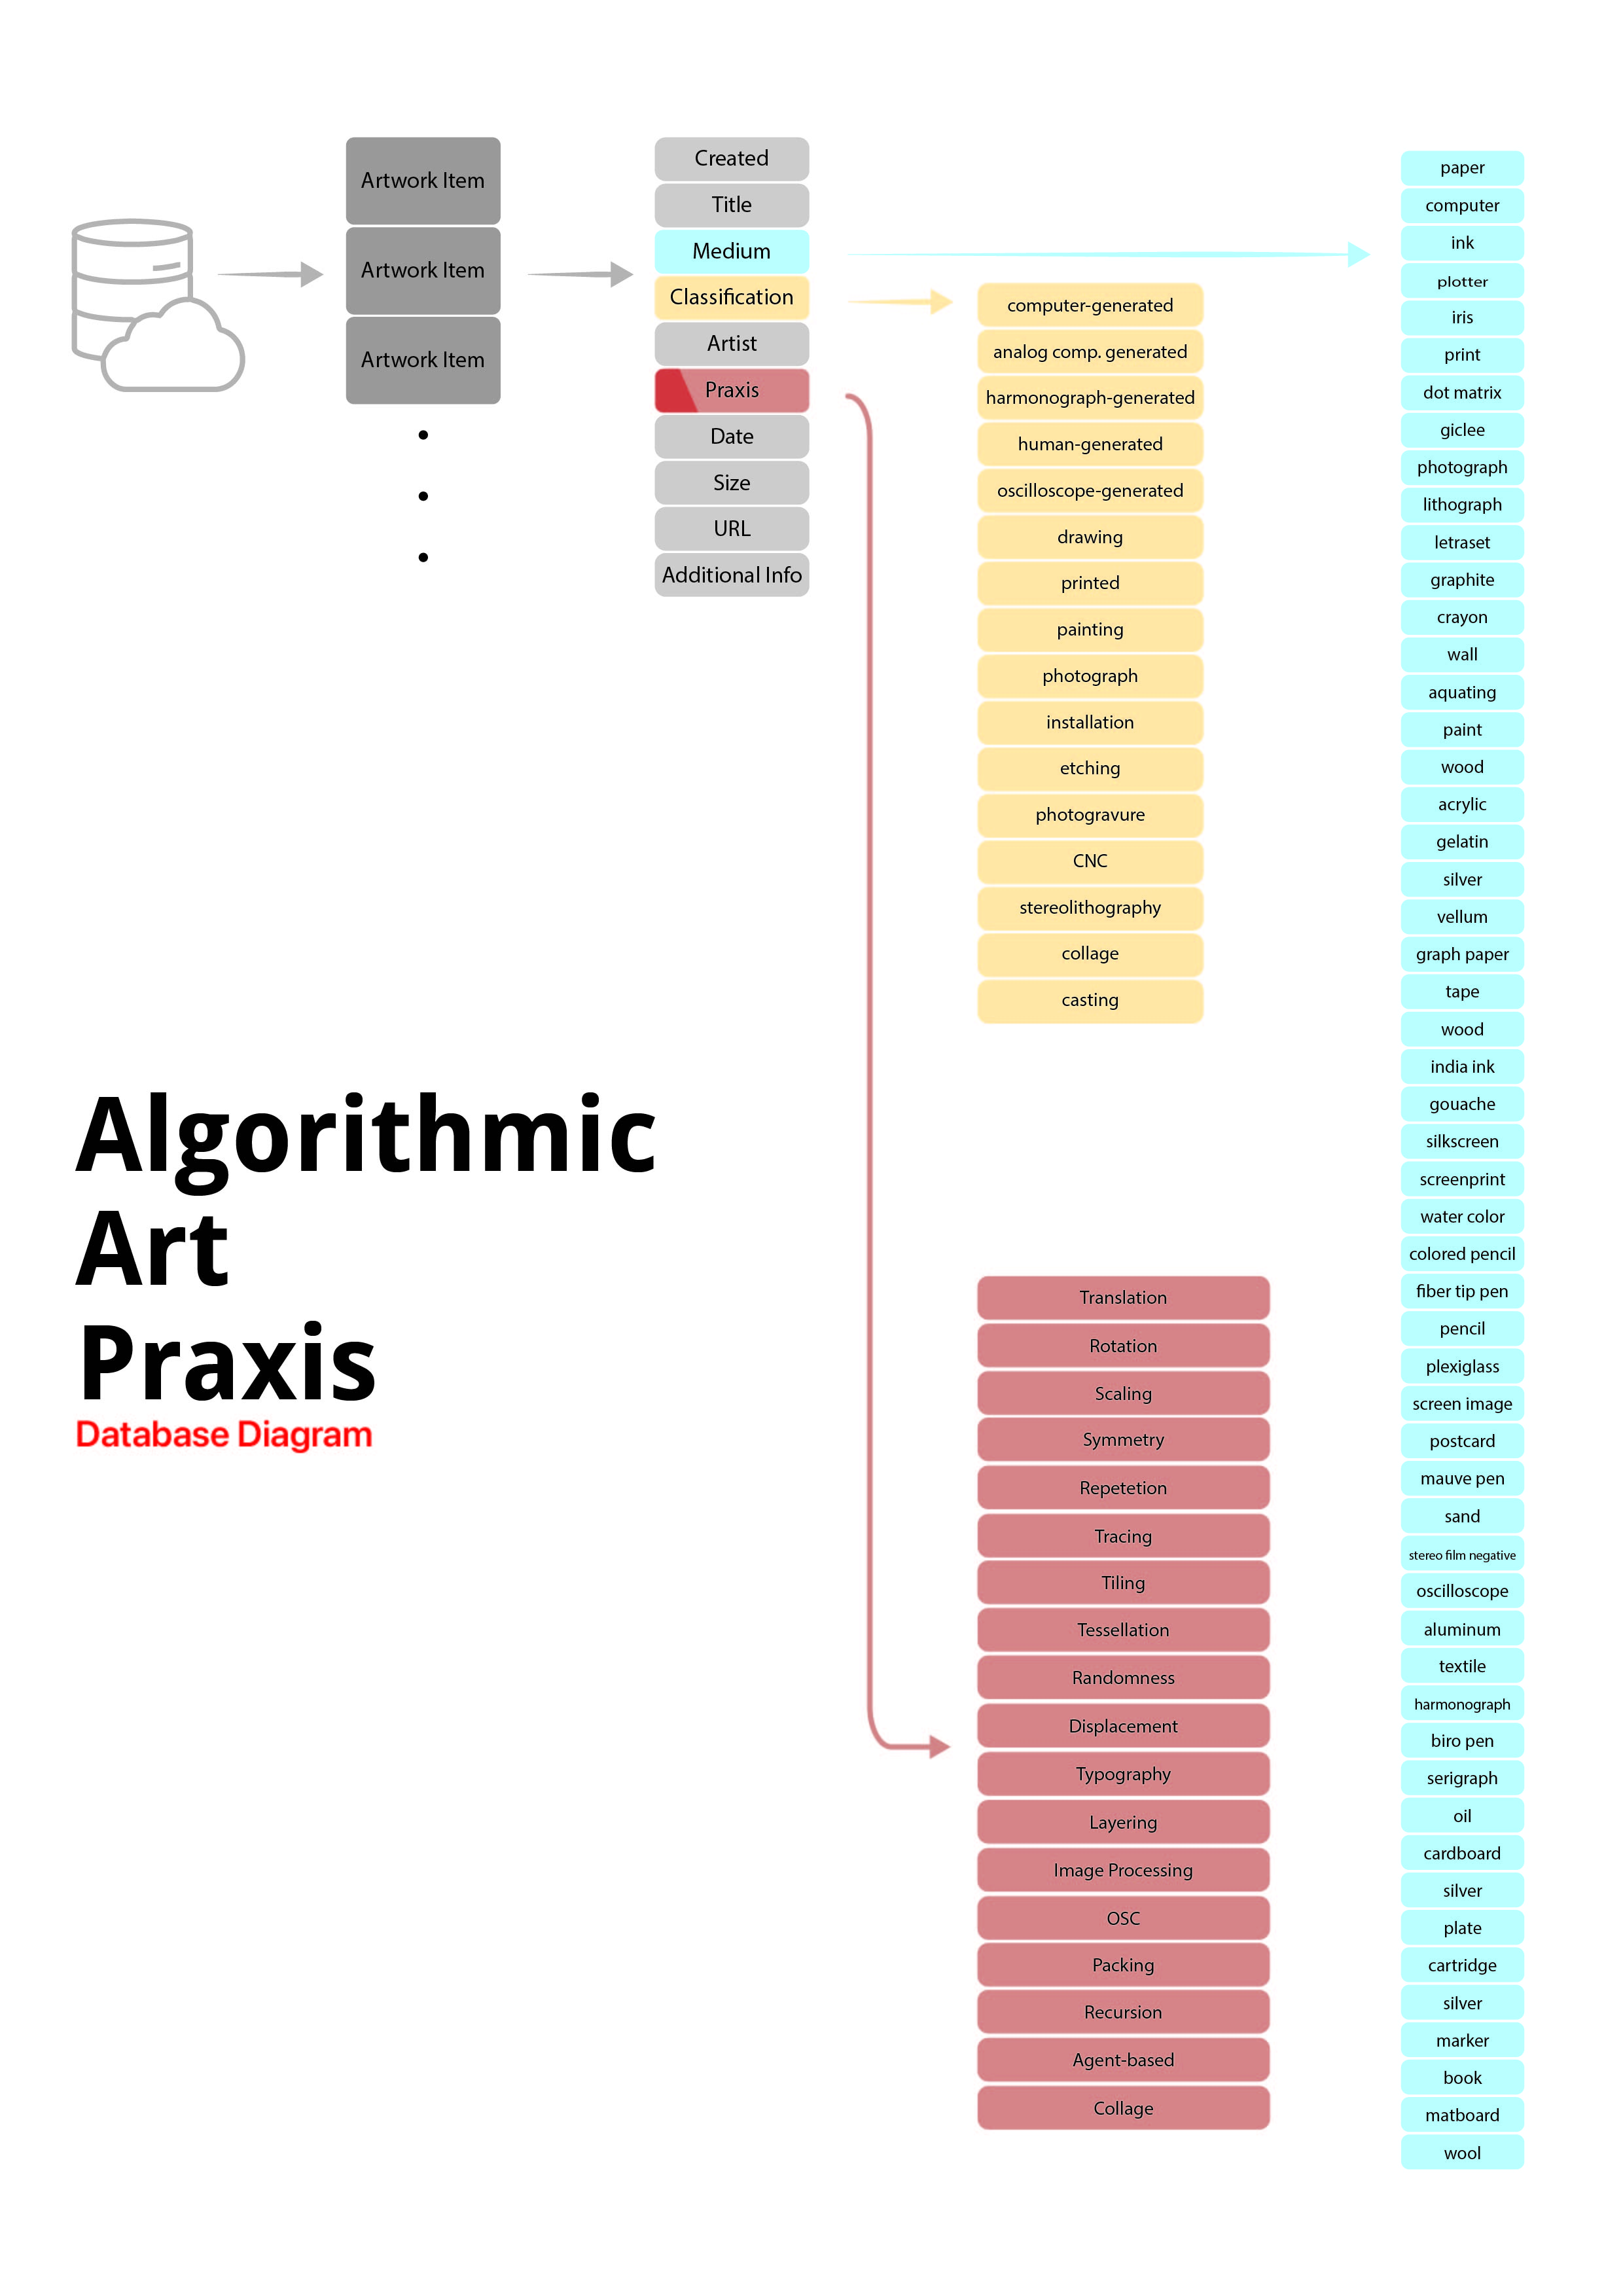 Artwork Item
Artwork Item
Artwork Item
Created
Title
Medium
Classification
Artist
Praxis
Date
Size
URL
Additional Info
computer-generated
analog comp. generated
harmonograph-generated
human-generated
oscilloscope-generated
drawing
printed
painting
photograph
installation
etching
photogravure
CNC
stereolithography
collage
casting
Algorithmic
Art
Praxis
Database Diagram
Translation
Rotation
Scaling
Symmetry
Repetetion
Tracing
Tiling
Tessellation
Randomness
Displacement
Typography
Layering
Image Processing
OSC
Packing
Recursion
Agent-based
Collage
paper
computer
ink
plotter
iris
print
dot matrix
giclee
photograph
lithograph
letraset
graphite
crayon
wall
aquating
paint
wood
acrylic
gelatin
silver
vellum
graph paper
tape
wood
india ink
gouache
silkscreen
screenprint
water color
colored pencil
fiber tip pen
pencil
plexiglass
screen image
postcard
mauve pen
sand
stereo film negative
oscilloscope
aluminum
textile
harmonograph
biro pen
serigraph
oil
cardboard
silver
plate
cartridge
silver
marker
book
matboard
wool